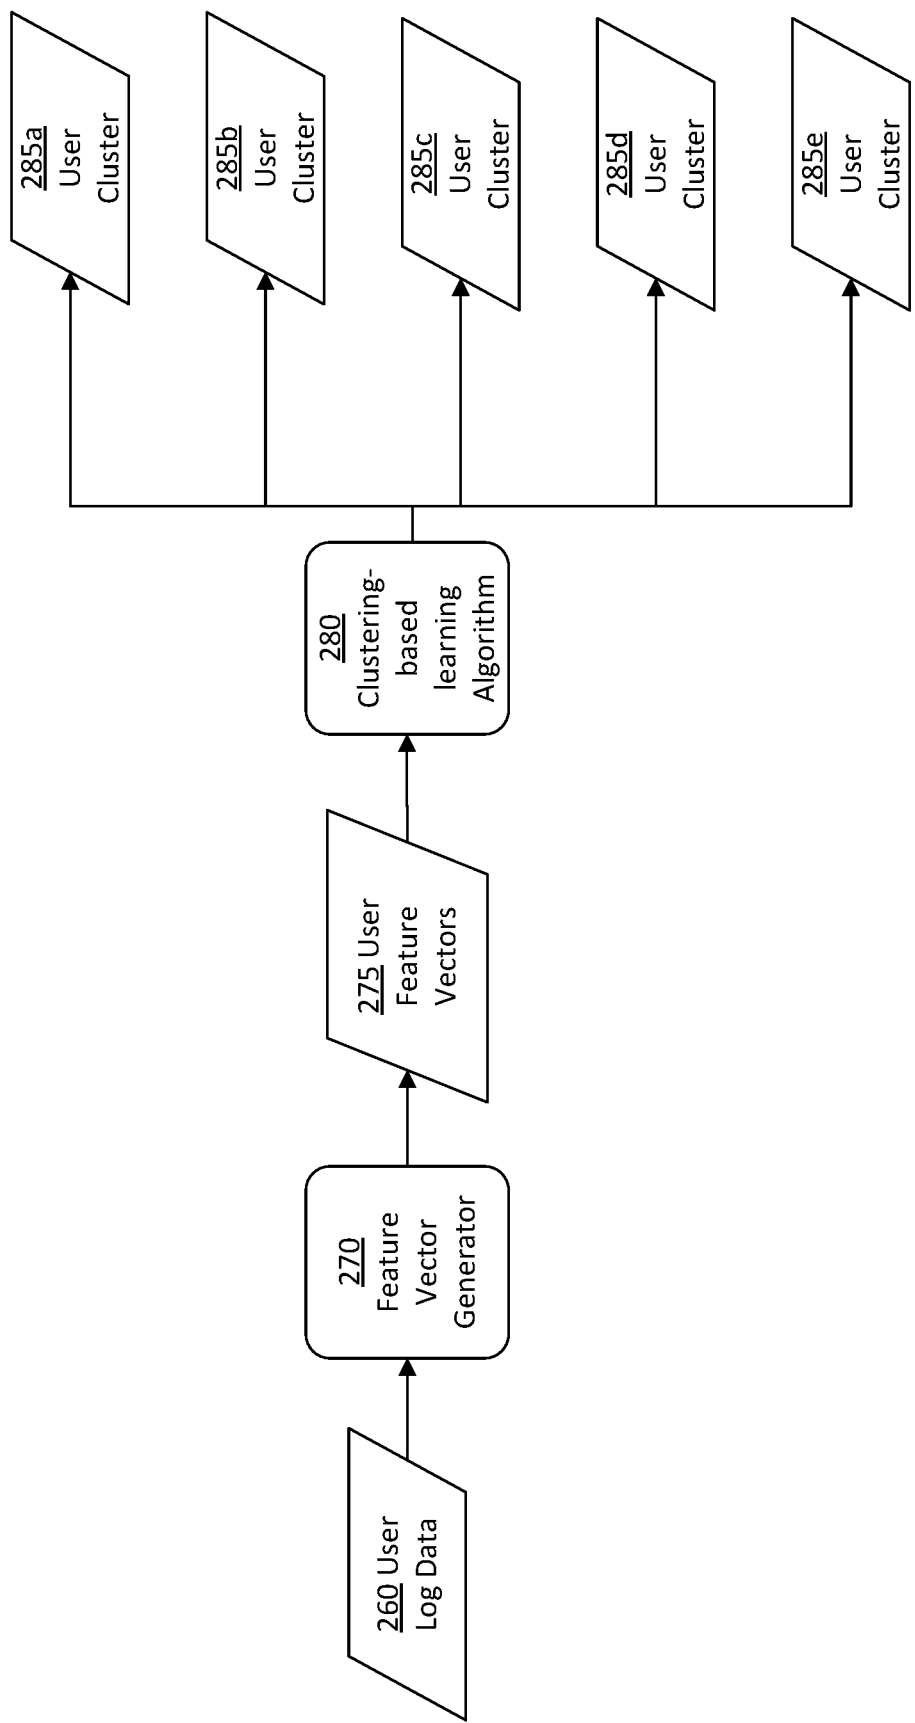 260 User
Log Data
270
Feature
Vector
Generator
275 User
Feature
Vectors
280
Clustering-
based
learning
Algorithm
285a
User
Cluster
285b
User
Cluster
285c
User
Cluster
285d
User
Cluster
285e
User
Cluster